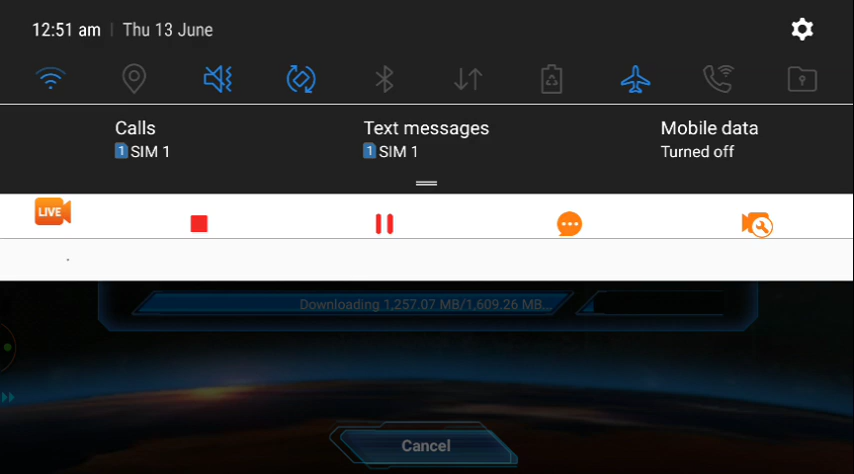 12:51 am | Thu 13 June
Calls
1 SIM 1
Text messages
1 SIM 1
Mobile data
Turned off
LIVE
Downloading 1,257.07 MB/1,609.26 MB...
Cancel